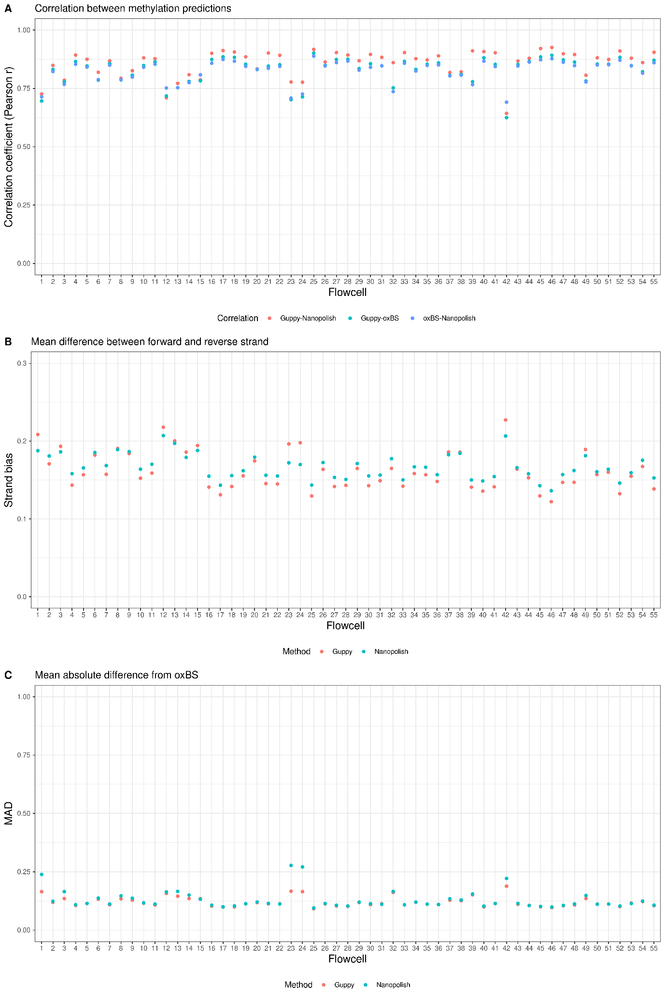 A Correlation between methylation predictions
1.00
0.75
0.50
0.25
0.00
Correlation coefficient (Pearson r)
1 2 3 4 5 6 7 8 9 10 11 12 13 14 15 16 17 18 19 20 21 22 23 24 25 26 27 28 29 30 31 32 33 34 35 36 37 38 39 40 41 42 43 44 45 46 47 48 49 50 51 52 53 54 55
Flowcell
Correlation Guppy-Nanopolish Guppy-oxBS oxBS-Nanopolish
B Mean difference between forward and reverse strand
0.3
0.2
0.1
0.0
Strand bias
1 2 3 4 5 6 7 8 9 10 11 12 13 14 15 16 17 18 19 20 21 22 23 24 25 26 27 28 29 30 31 32 33 34 35 36 37 38 39 40 41 42 43 44 45 46 47 48 49 50 51 52 53 54 55
Flowcell
Method Guppy Nanopolish
C Mean absolute difference from oxBS
1.00
0.75
0.50
0.25
0.00
MAD
1 2 3 4 5 6 7 8 9 10 11 12 13 14 15 16 17 18 19 20 21 22 23 24 25 26 27 28 29 30 31 32 33 34 35 36 37 38 39 40 41 42 43 44 45 46 47 48 49 50 51 52 53 54 55
Flowcell
Method Guppy Nanopolish